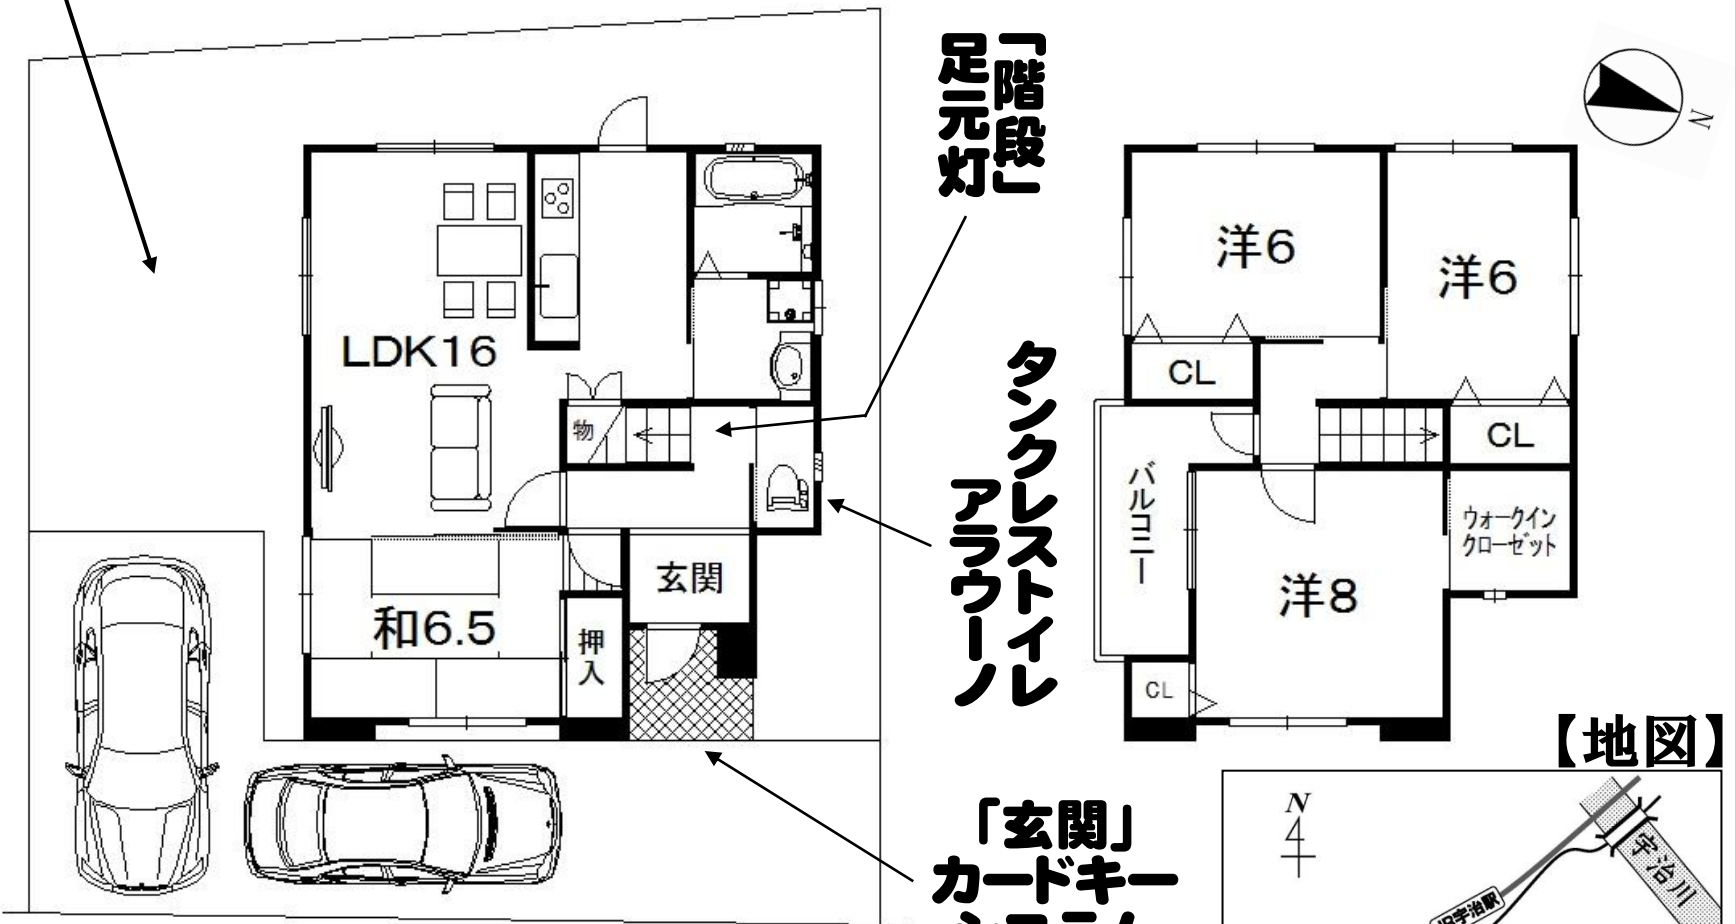 「階段」
足元灯
N
LDK16
物
和6.5
押入
玄関
タンクレストイレ
アラウーノ
「玄関」
カードキー
洋6
洋6
CL
CL
バルコニー
ウォークイン
クローゼット
洋8
CL
【地図】
N
宇治川
JR宇治駅